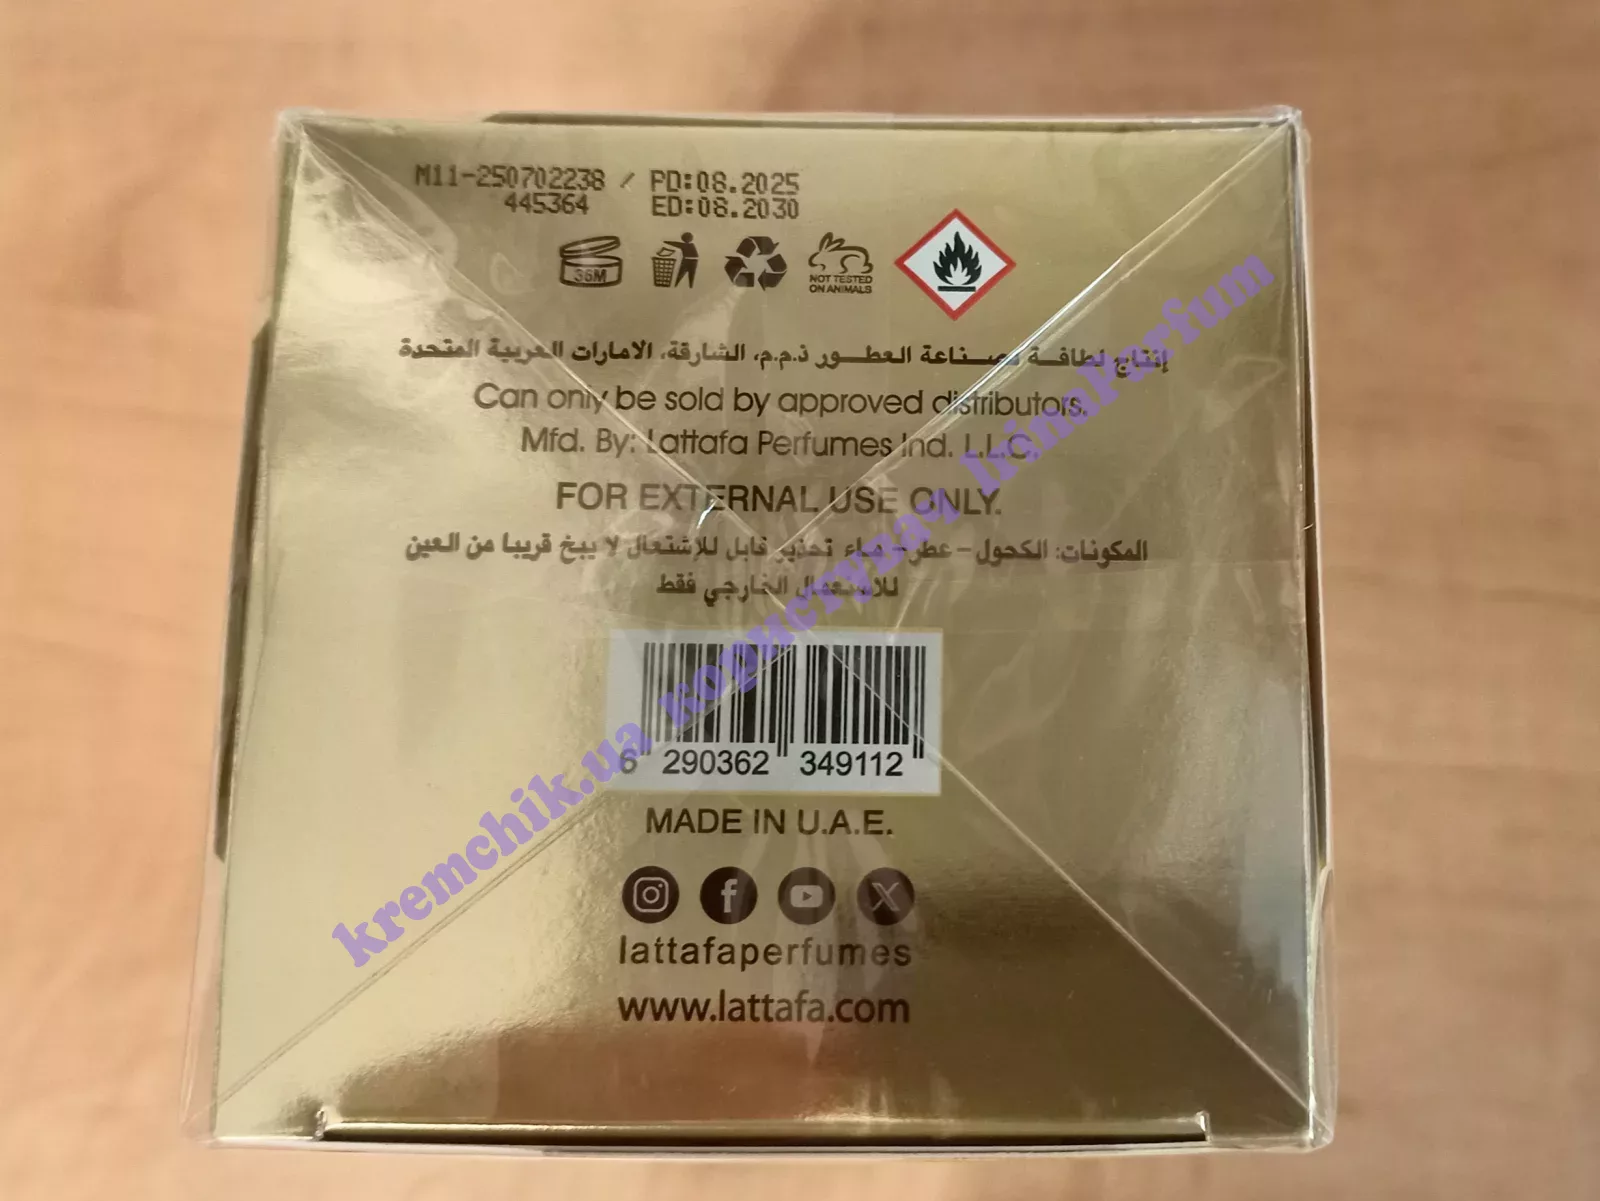 M11-250702238 / PD:08.2025
445364 ED:08.2030
36M
NOT TESTED
ON ANIMALS
إنتاج لطافة لصناعة العطور ذ.م.م، الشارقة، الامارات العربية المتحدة
Can only be sold by approved distributors.
Mfd. By: Lattafa Perfumes Ind. L.L.C.
FOR EXTERNAL USE ONLY.
المكونات: الكحول - عطر - ماء تحذير قابل للإشتعال لا يبخ قريبا من العين
للاستعمال الخارجي فقط
6 290362 349112
MADE IN U.A.E.
lattafaperfumes
www.lattafa.com
kremchik.ua користувач IrinaParfum